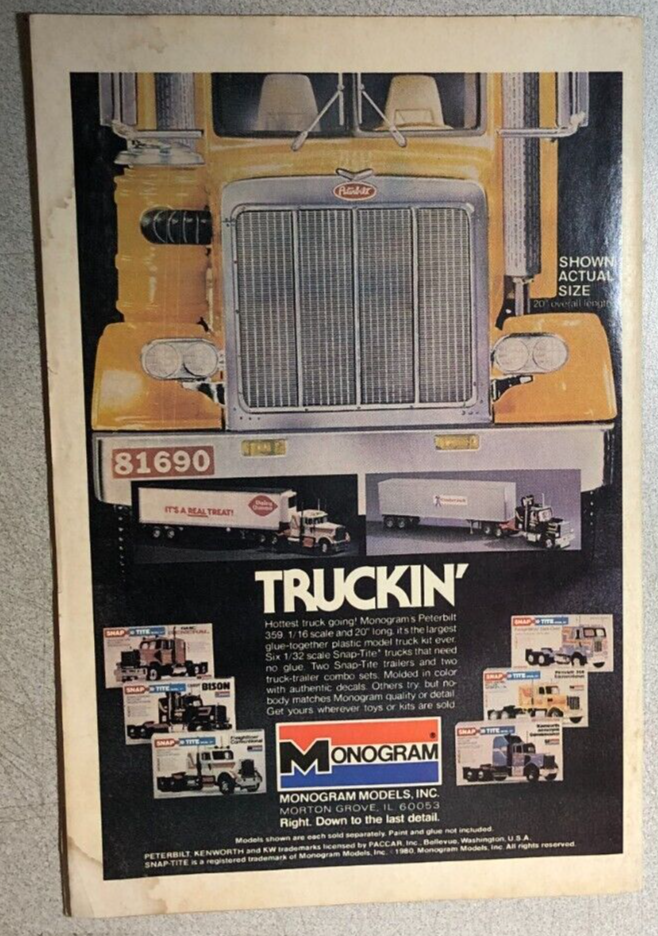 Peterbilt
SHOWN
ACTUAL
SIZE
20" overall length
81690
IT'S A REAL TREAT!
Dairy
Queen
TRUCKIN'
Hottest truck going! Monogram's Peterbilt
359. 1/16 scale and 20" long, it's the largest
glue-together plastic model truck kit ever.
Six 1/32 scale Snap-Tite® trucks that need
no glue. Two Snap-Tite trailers and two
truck-trailer combo sets. Molded in color
with authentic decals. Others try, but no-
body matches Monogram quality or detail.
Get yours wherever toys or kits are sold.
SNAP TITE
SNAP TITE
BISON
SNAP TITE
SNAP TITE
SNAP TITE
SNAP TITE
MONOGRAM®
MONOGRAM MODELS, INC.
MORTON GROVE, IL 60053
Right. Down to the last detail.
Models shown are each sold separately. Paint and glue not included.
PETERBILT, KENWORTH and KW trademarks licensed by PACCAR, Inc., Bellevue, Washington, U.S.A.
SNAP-TITE is a registered trademark of Monogram Models, Inc. © 1980, Monogram Models, Inc. All rights reserved.